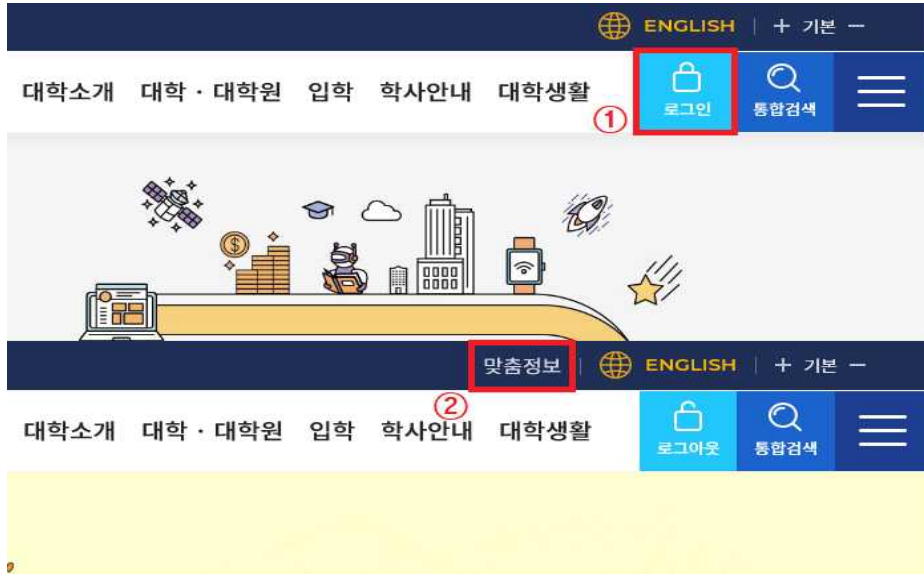 ENGLISH | + 기본 −
대학소개 대학 · 대학원 입학 학사안내 대학생활
①
로그인
통합검색
맞춤정보 | ENGLISH | + 기본 −
②
대학소개 대학 · 대학원 입학 학사안내 대학생활
로그아웃
통합검색